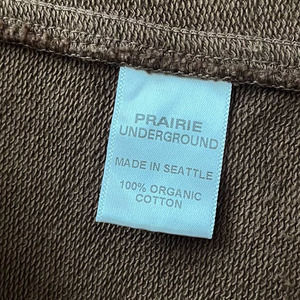 PRAIRIE
UNDERGROUND
MADE IN SEATTLE
100% ORGANIC
COTTON